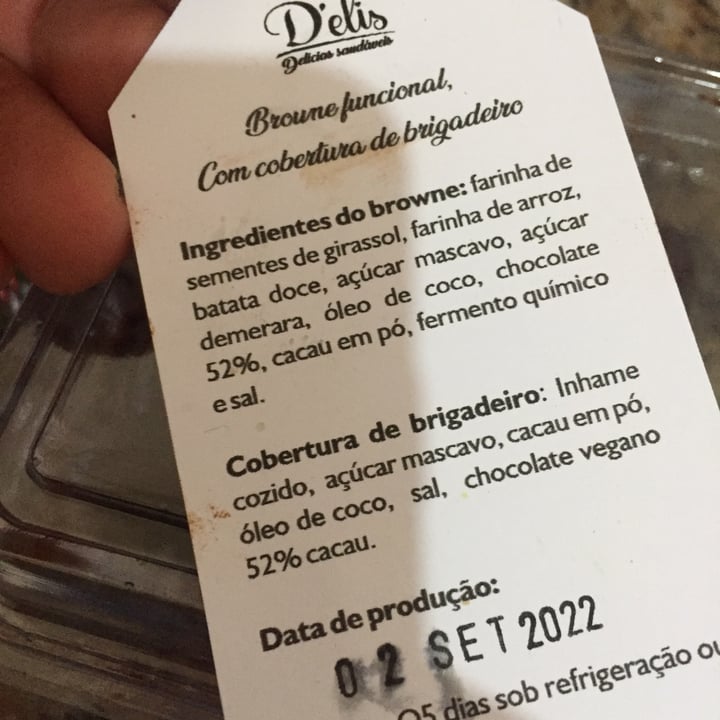 D'elis
Delicias saudáveis
Browne funcional,
Com cobertura de brigadeiro
Ingredientes do browne: farinha de
sementes de girassol, farinha de arroz,
batata doce, açúcar mascavo, açúcar
demerara, óleo de coco, chocolate
52%, cacau em pó, fermento químico
e sal.
Cobertura de brigadeiro: Inhame
cozido, açúcar mascavo, cacau em pó,
óleo de coco, sal, chocolate vegano
52% cacau.
Data de produção:
02 SET 2022
05 dias sob refrigeração ou